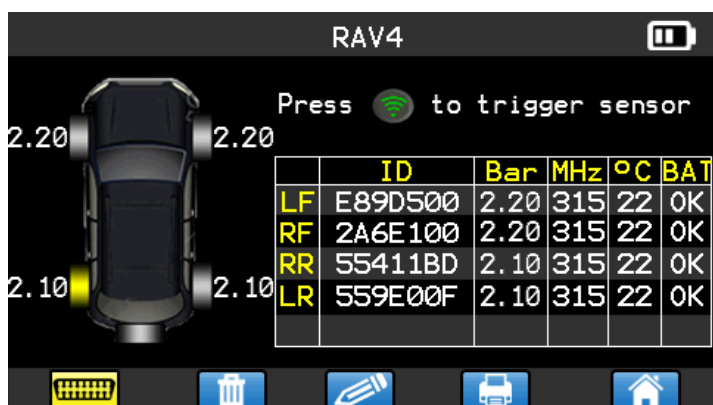 RAV4
Press to trigger sensor
2.20 2.20
ID Bar MHz ºC BAT
LF E89D500 2.20 315 22 OK
RF 2A6E100 2.20 315 22 OK
RR 55411BD 2.10 315 22 OK
2.10 2.10
LR 559E00F 2.10 315 22 OK